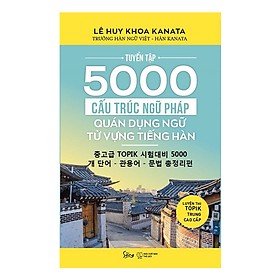 LÊ HUY KHOA KANATA
TRƯỜNG HÀN NGỮ VIỆT - HÀN KANATA
TUYỂN TẬP
5000
CẤU TRÚC NGỮ PHÁP
QUÁN DỤNG NGỮ
TỪ VỰNG TIẾNG HÀN
중고급 TOPIK 시험대비 5000
개 단어 - 관용어 - 문법 총정리편
LUYỆN THI
TOPIK
TRUNG
CAO CẤP